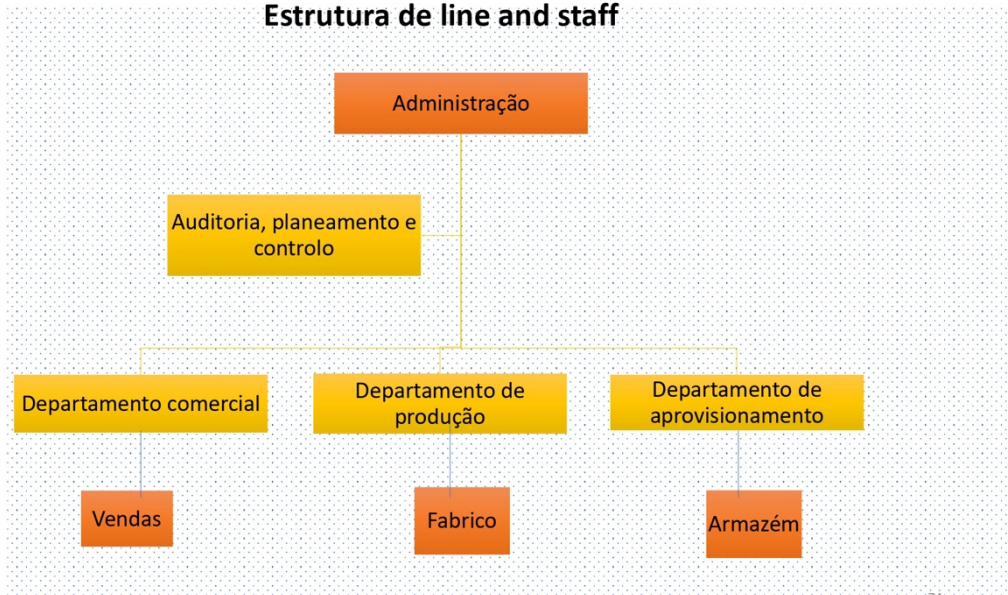 Estrutura de line and staff
Administração
Auditoria, planeamento e
controlo
Departamento comercial
Departamento de
produção
Departamento de
aprovisionamento
Vendas
Fabrico
Armazém